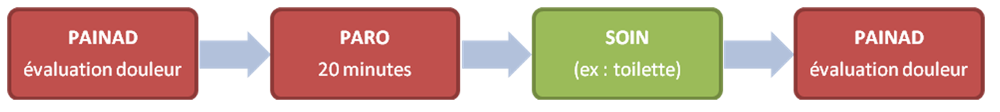 PAINAD
évaluation douleur
PARO
20 minutes
SOIN
(ex : toilette)
PAINAD
évaluation douleur